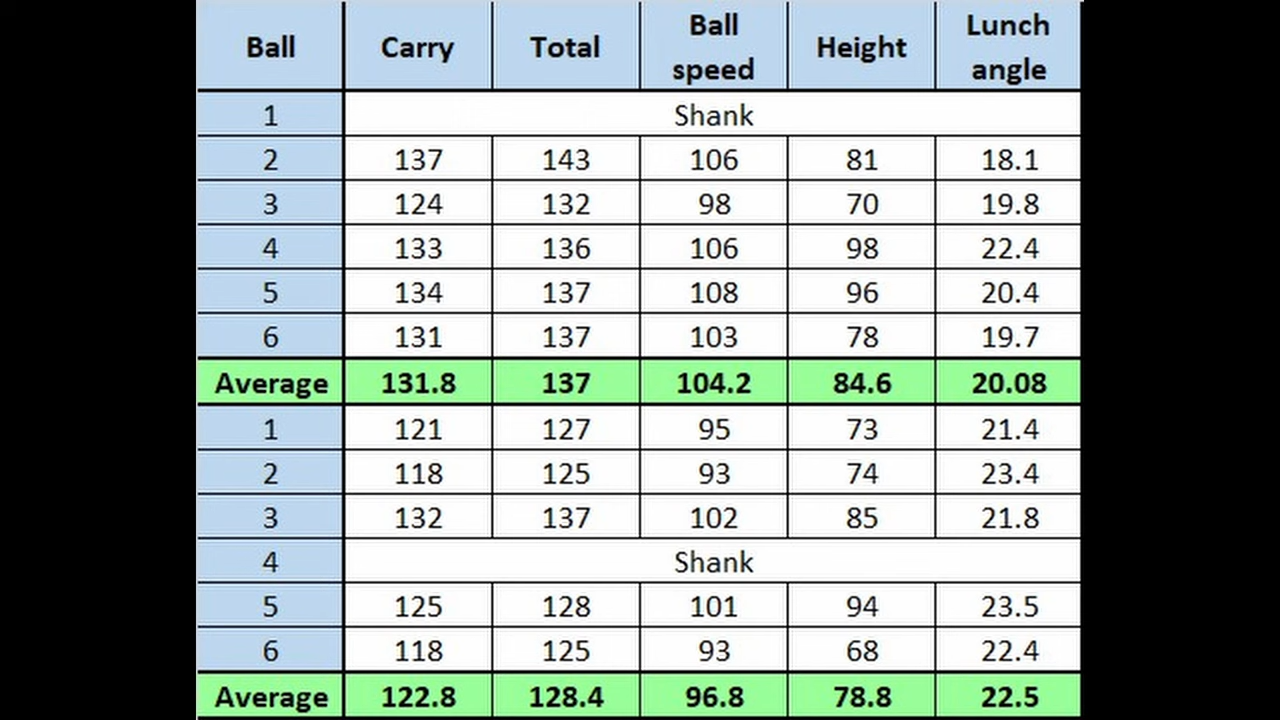 Ball Carry Total Ball speed Height Lunch angle
1 Shank
2 137 143 106 81 18.1
3 124 132 98 70 19.8
4 133 136 106 98 22.4
5 134 137 108 96 20.4
6 131 137 103 78 19.7
Average 131.8 137 104.2 84.6 20.08
1 121 127 95 73 21.4
2 118 125 93 74 23.4
3 132 137 102 85 21.8
4 Shank
5 125 128 101 94 23.5
6 118 125 93 68 22.4
Average 122.8 128.4 96.8 78.8 22.5